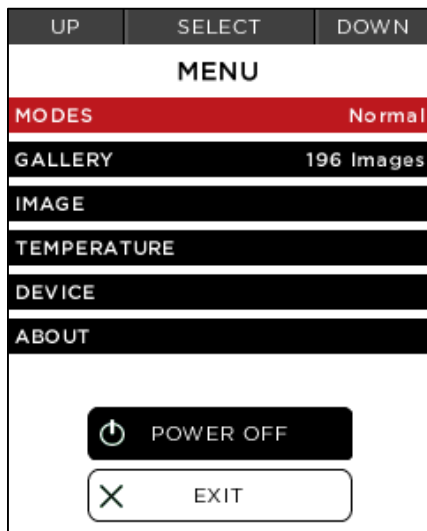 UP SELECT DOWN
MENU
MODES Normal
GALLERY 196 Images
IMAGE
TEMPERATURE
DEVICE
ABOUT
POWER OFF
EXIT